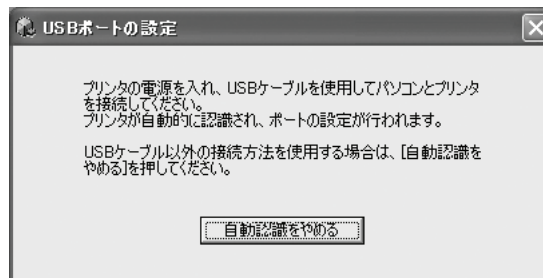 USBポートの設定
プリンタの電源を入れ、USBケーブルを使用してパソコンとプリンタ
を接続してください。
プリンタが自動的に認識され、ポートの設定が行われます。
USBケーブル以外の接続方法を使用する場合は、[自動認識を
やめる]を押してください。
自動認識をやめる